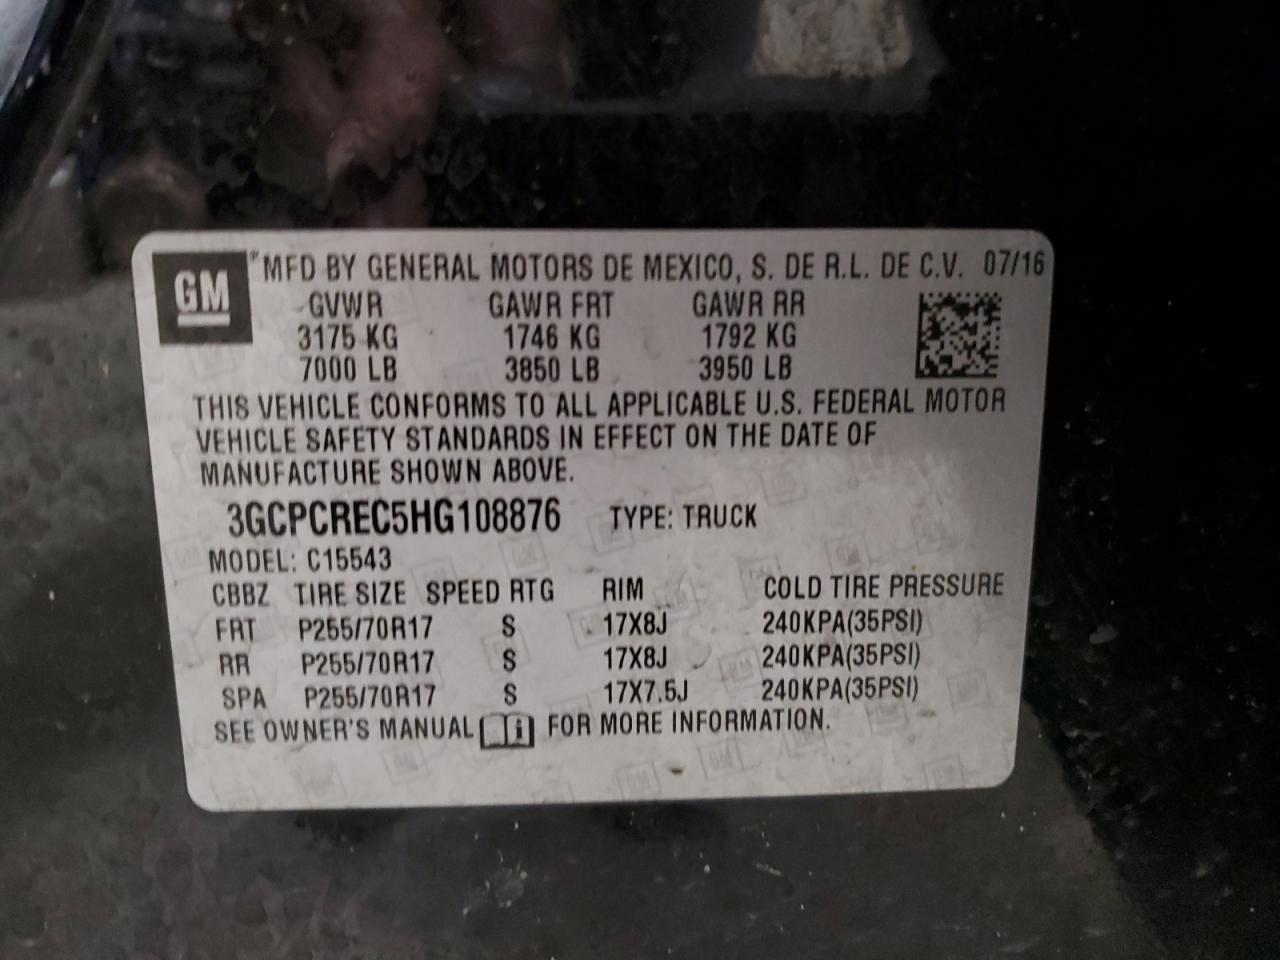 GM ® MFD BY GENERAL MOTORS DE MEXICO, S. DE R.L. DE C.V. 07/16
GVWR GAWR FRT GAWR RR
3175 KG 1746 KG 1792 KG
7000 LB 3850 LB 3950 LB
THIS VEHICLE CONFORMS TO ALL APPLICABLE U.S. FEDERAL MOTOR
VEHICLE SAFETY STANDARDS IN EFFECT ON THE DATE OF
MANUFACTURE SHOWN ABOVE.
3GCPCREC5HG108876 TYPE: TRUCK
MODEL: C15543
CBBZ TIRE SIZE SPEED RTG RIM COLD TIRE PRESSURE
FRT P255/70R17 S 17X8J 240KPA(35PSI)
RR P255/70R17 S 17X8J 240KPA(35PSI)
SPA P255/70R17 S 17X7.5J 240KPA(35PSI)
SEE OWNER'S MANUAL i FOR MORE INFORMATION.